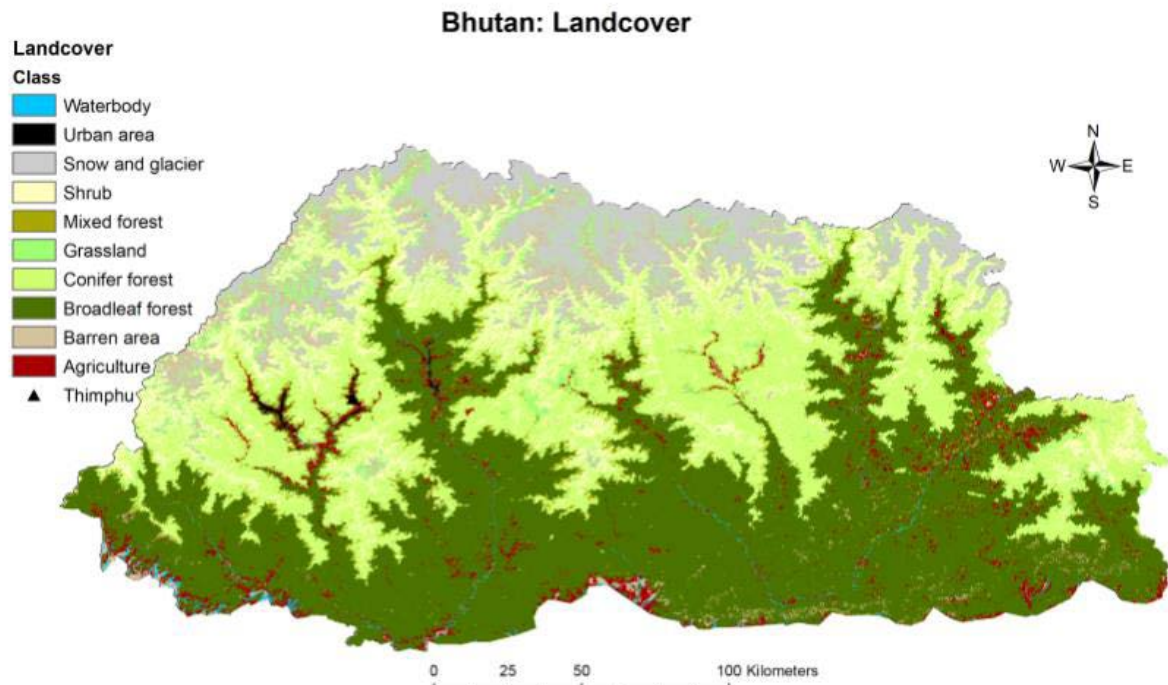 Bhutan: Landcover
Landcover
Class
Waterbody
Urban area
Snow and glacier
Shrub
Mixed forest
Grassland
Conifer forest
Broadleaf forest
Barren area
Agriculture
Thimphu
N
W E
S
0 25 50 100 Kilometers